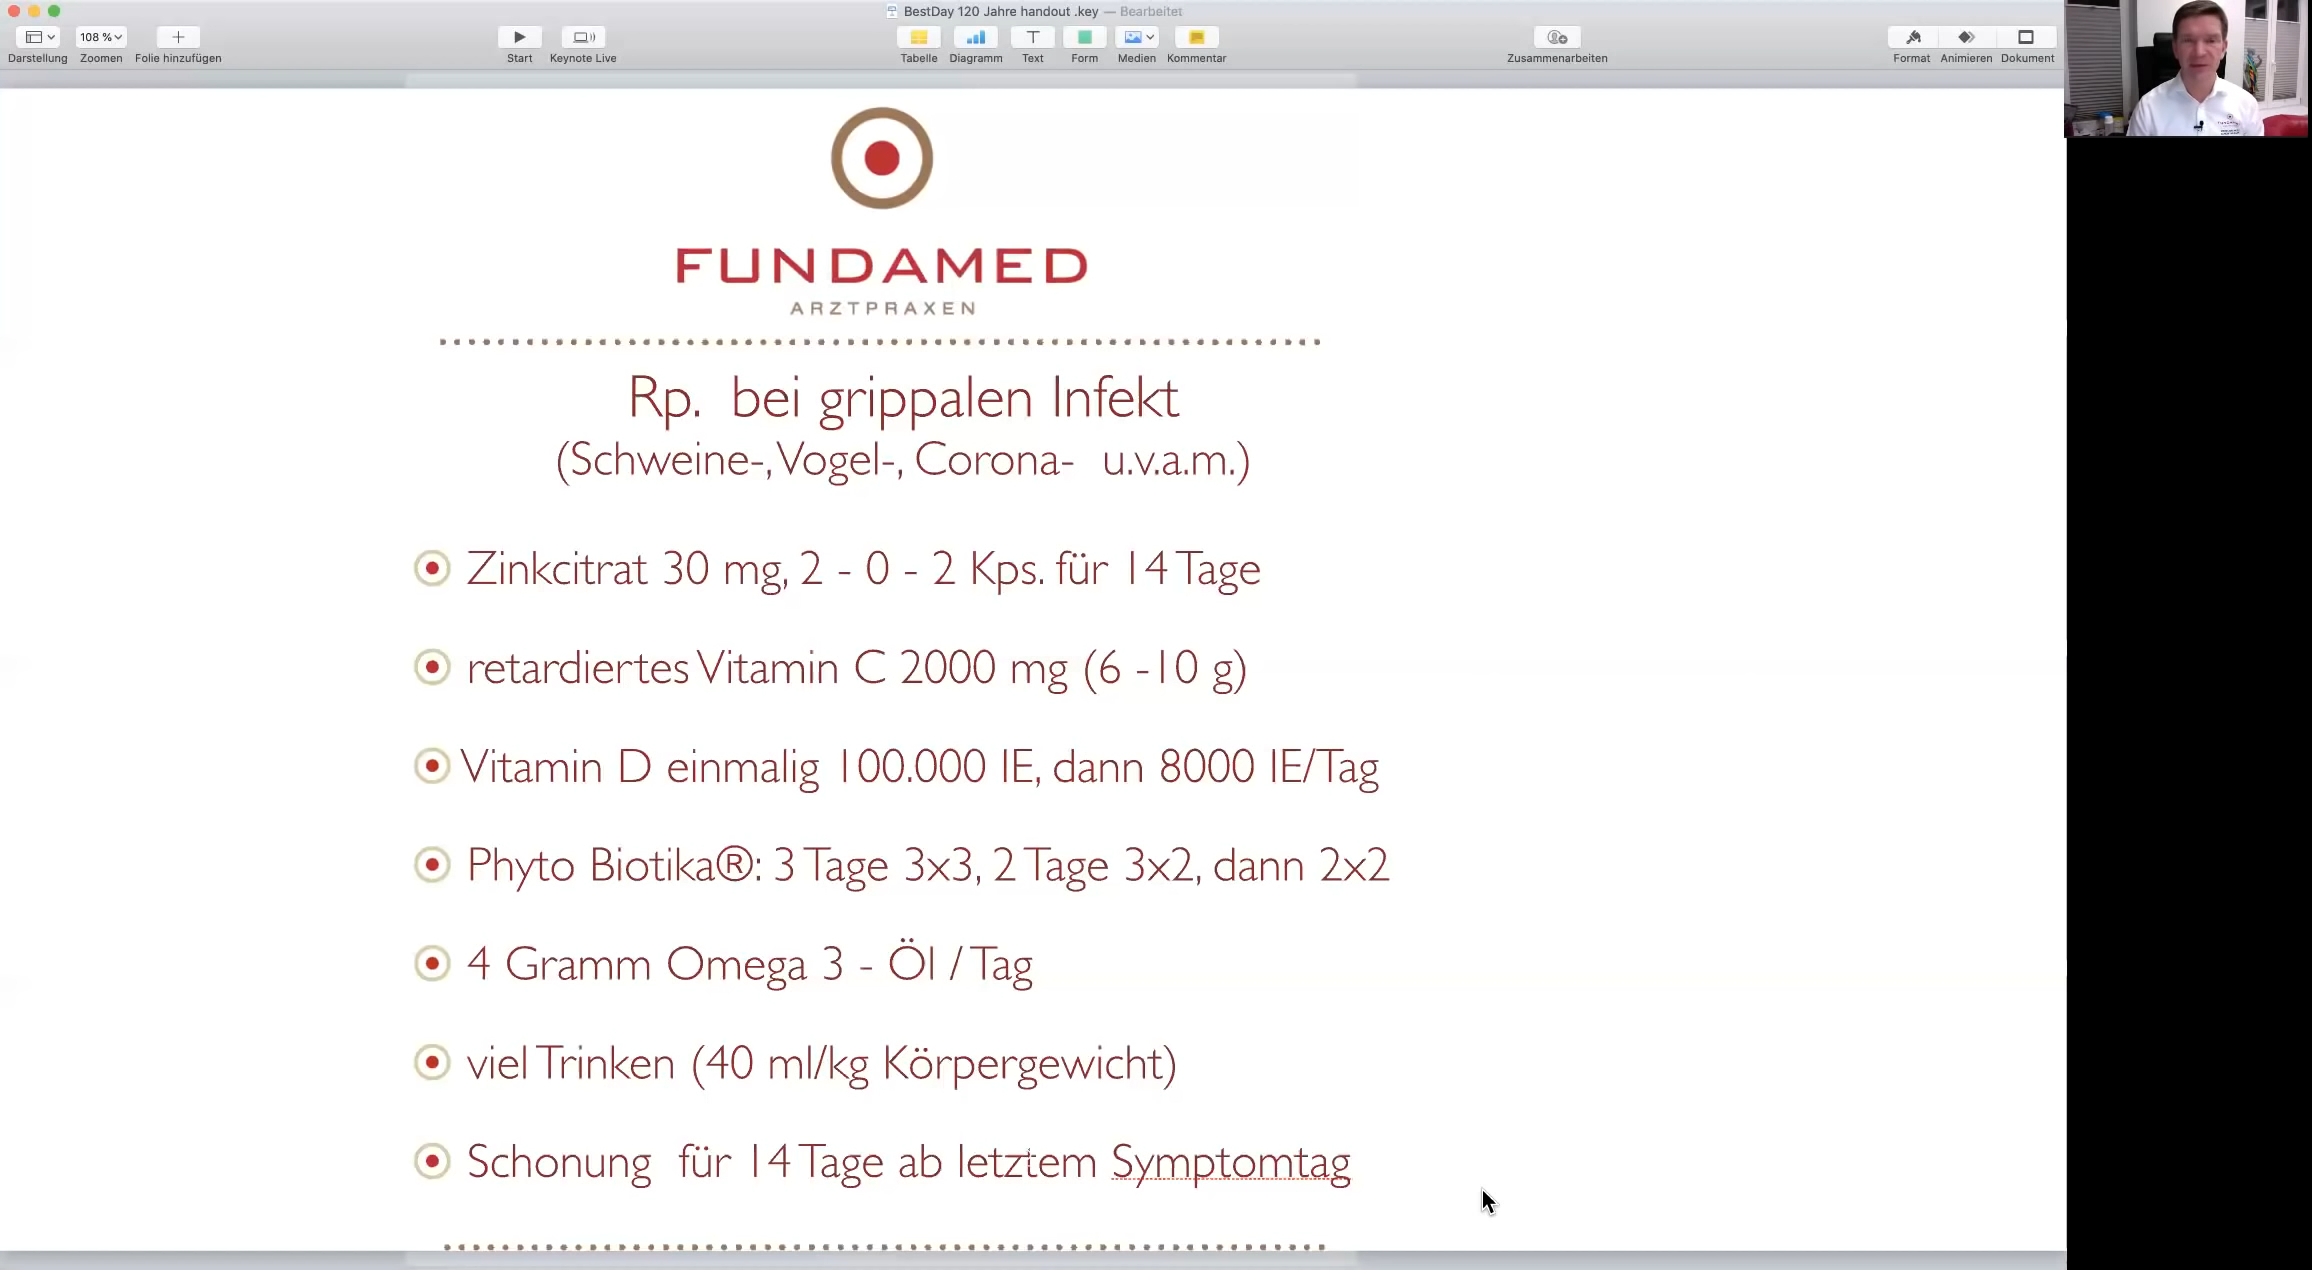 BestDay 120 Jahre handout .key — Bearbeitet
108 %
Darstellung Zoomen Folie hinzufügen Start Keynote Live Tabelle Diagramm Text Form Medien Kommentar Zusammenarbeiten Format Animieren Dokument
FUNDAMED
ARZTPRAXEN
Rp. bei grippalen Infekt
(Schweine-, Vogel-, Corona- u.v.a.m.)
Zinkcitrat 30 mg, 2 - 0 - 2 Kps. für 14 Tage
retardiertes Vitamin C 2000 mg (6 -10 g)
Vitamin D einmalig 100.000 IE, dann 8000 IE/Tag
Phyto Biotika®: 3 Tage 3x3, 2 Tage 3x2, dann 2x2
4 Gramm Omega 3 - Öl / Tag
viel Trinken (40 ml/kg Körpergewicht)
Schonung für 14 Tage ab letztem Symptomtag